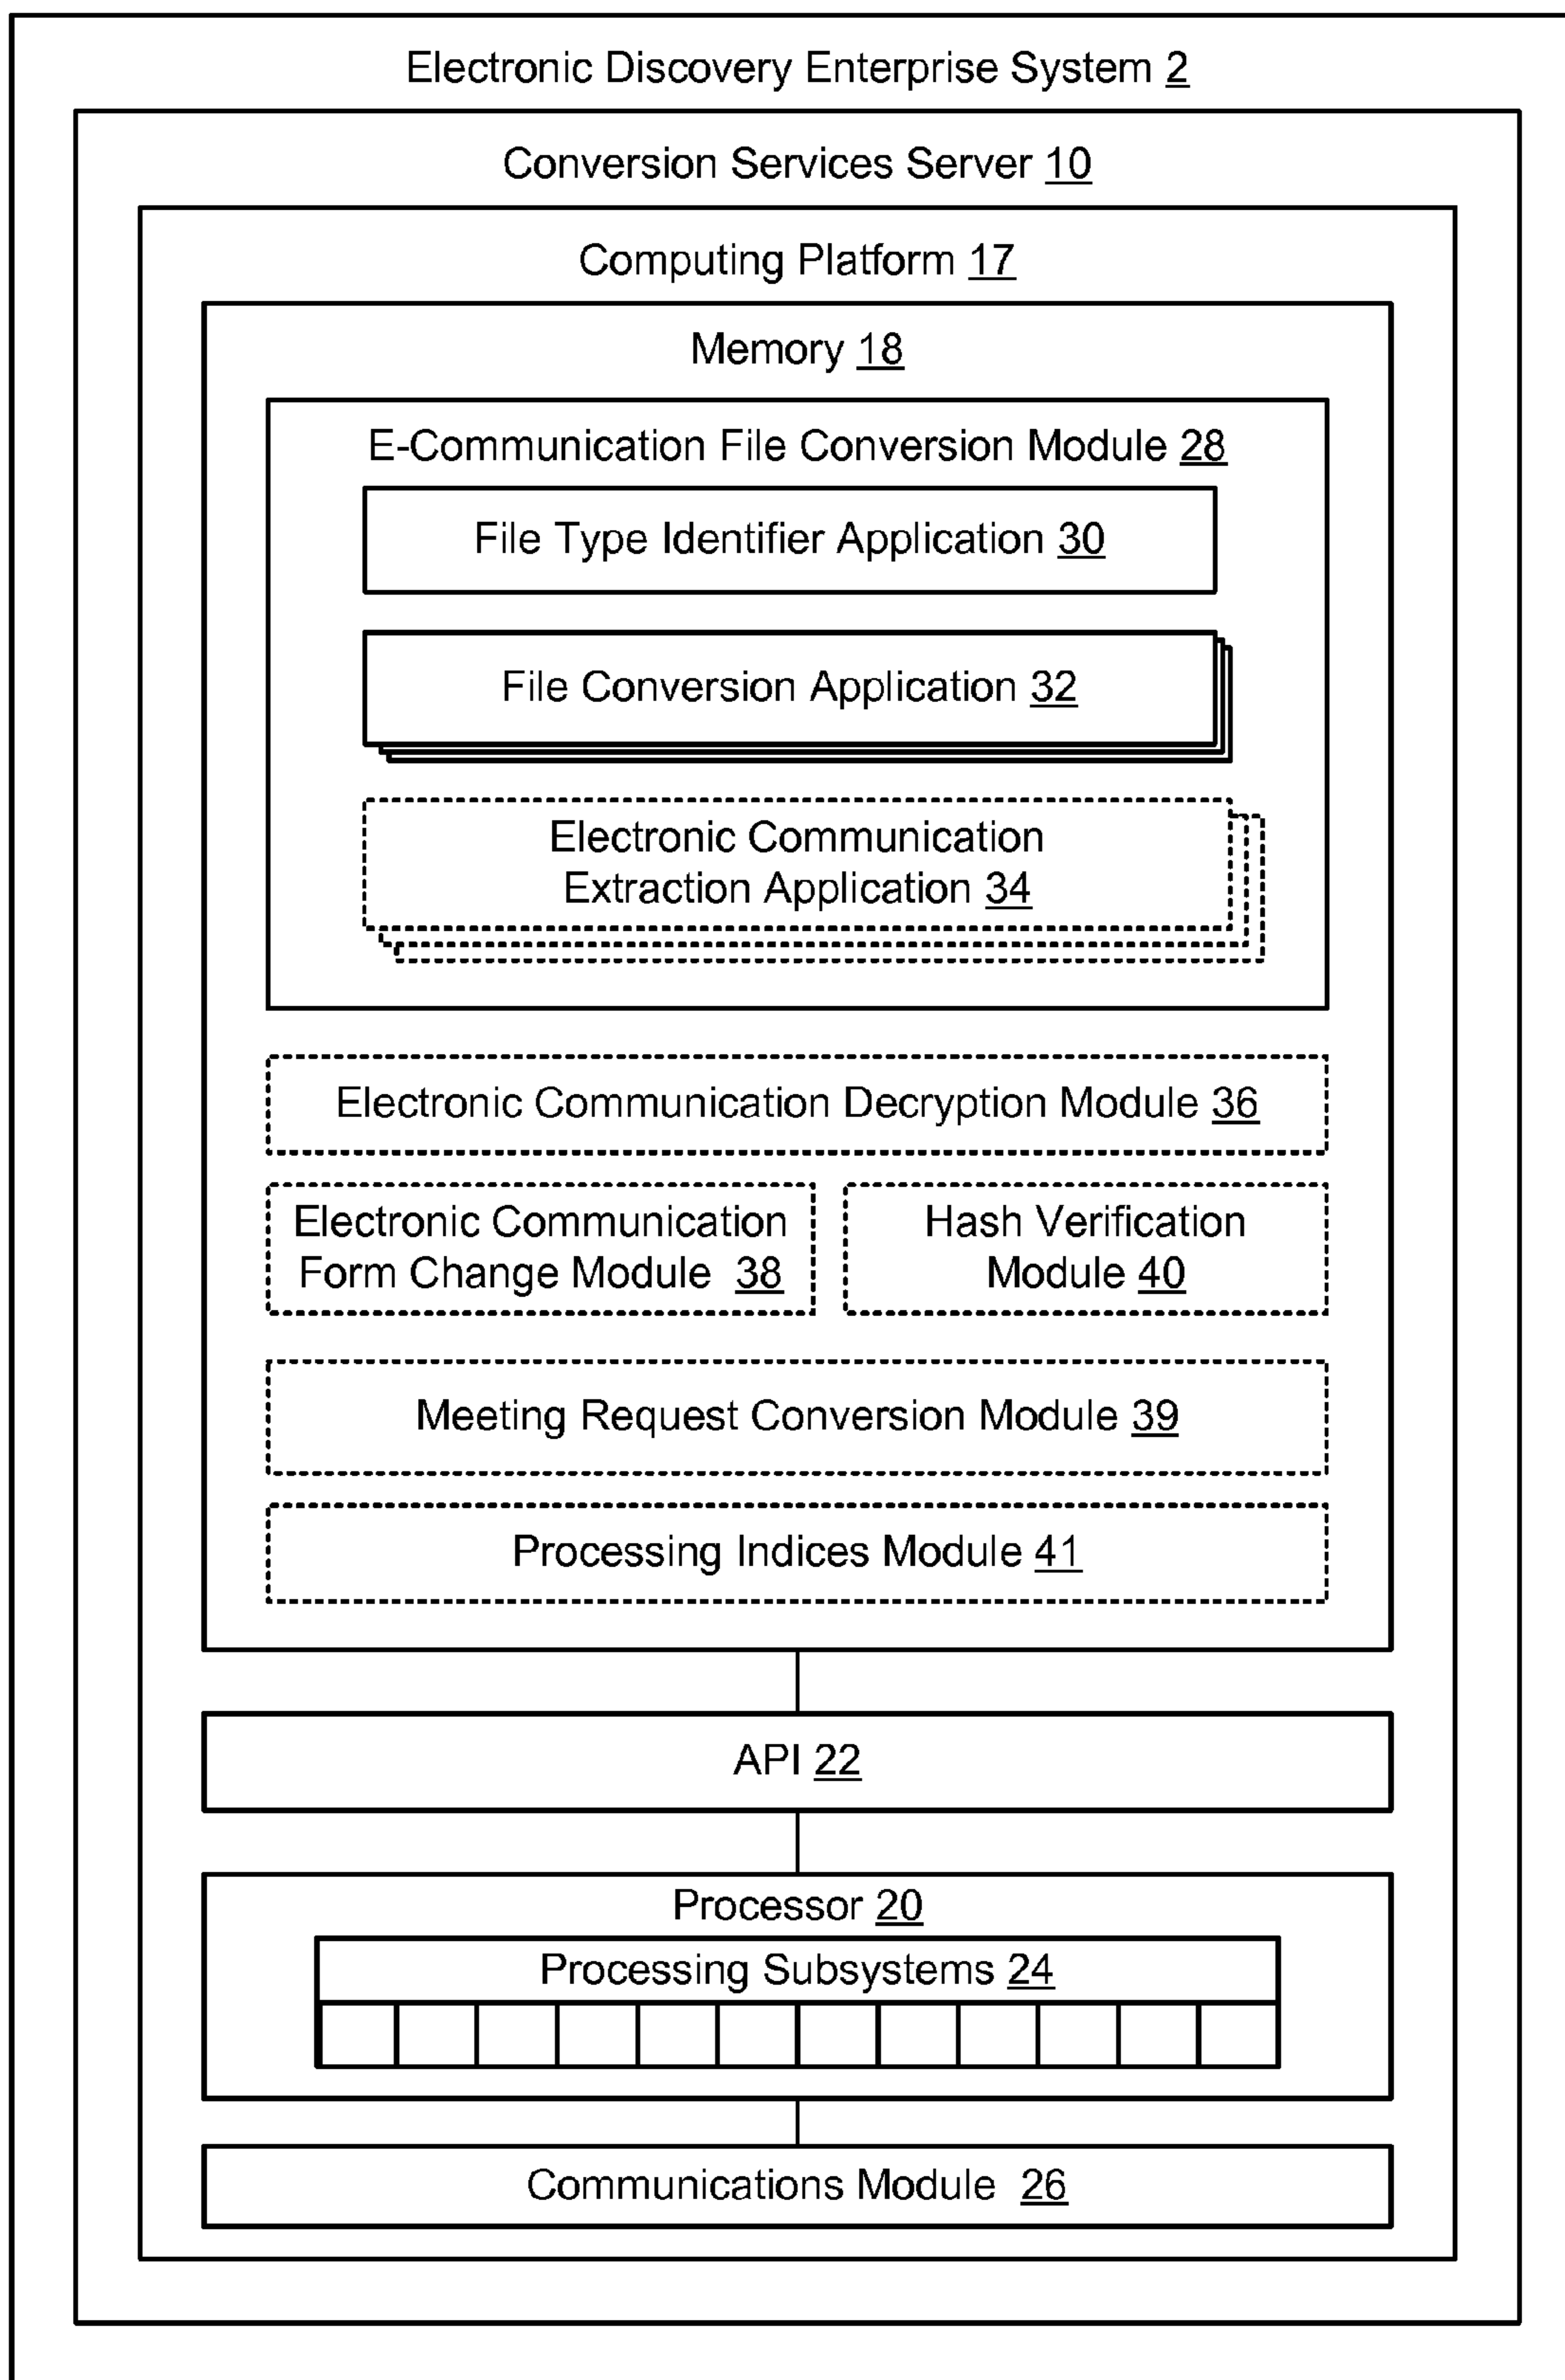 Electronic Discovery Enterprise System 2
Conversion Services Server 10
Computing Platform 17
Memory 18
E-Communication File Conversion Module 28
File Type Identifier Application 30
File Conversion Application 32
Electronic Communication
Extraction Application 34
Electronic Communication Decryption Module 36
Electronic Communication
Form Change Module 38
Hash Verification
Module 40
Meeting Request Conversion Module 39
Processing Indices Module 41
API 22
Processor 20
Processing Subsystems 24
Communications Module 26